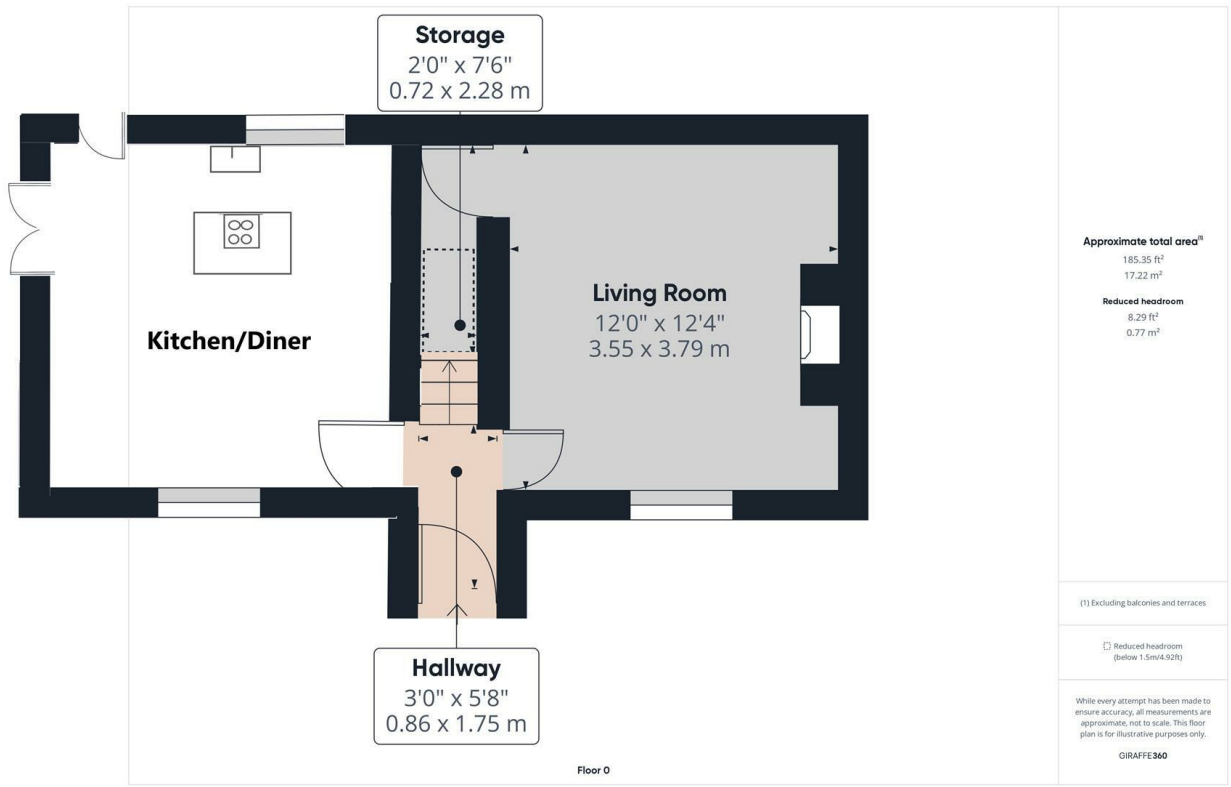 Storage
2'0" x 7'6"
0.72 x 2.28 m
Kitchen/Diner
Living Room
12'0" x 12'4"
3.55 x 3.79 m
Hallway
3'0" x 5'8"
0.86 x 1.75 m
Floor 0
Approximate total area(1)
185.35 ft²
17.22 m²
Reduced headroom
8.29 ft²
0.77 m²
(1) Excluding balconies and terraces
Reduced headroom
(below 1.5m/4.92ft)
While every attempt has been made to
ensure accuracy, all measurements are
approximate, not to scale. This floor
plan is for illustrative purposes only.
GIRAFFE360